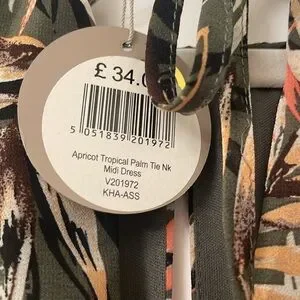 £ 34.0
5 051839 201972
Apricot Tropical Palm Tie Nk
Midi Dress
V201972
KHA-ASS